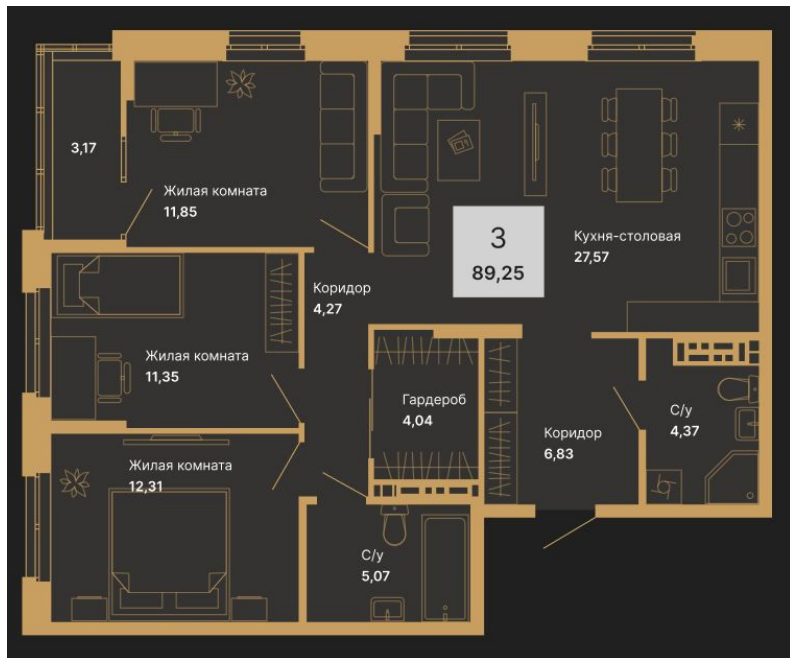 3,17
Жилая комната
11,85
3
89,25
Кухня-столовая
27,57
Коридор
4,27
Жилая комната
11,35
Гардероб
4,04
С/у
4,37
Коридор
6,83
Жилая комната
12,31
С/у
5,07